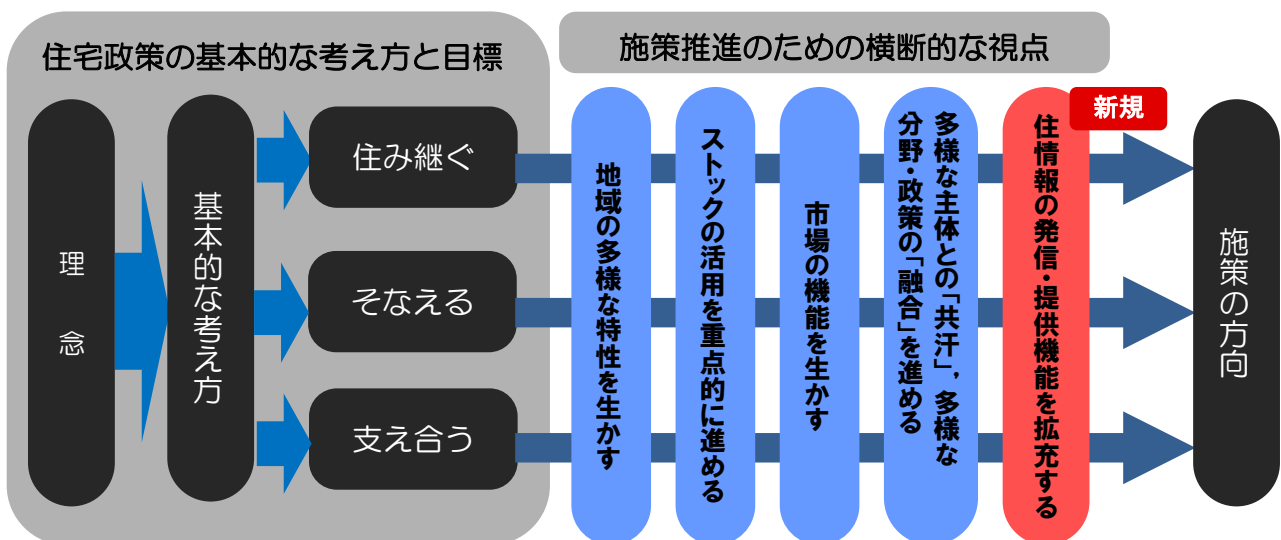 住宅政策の基本的な考え方と目標
施策推進のための横断的な視点
理念
基本的な考え方
住み継ぐ
そなえる
支え合う
地域の多様な特性を生かす
ストックの活用を重点的に進める
市場の機能を生かす
多様な主体との「共汗」，多様な
分野・政策の「融合」を進める
新規
住情報の発信・提供機能を拡充する
施策の方向